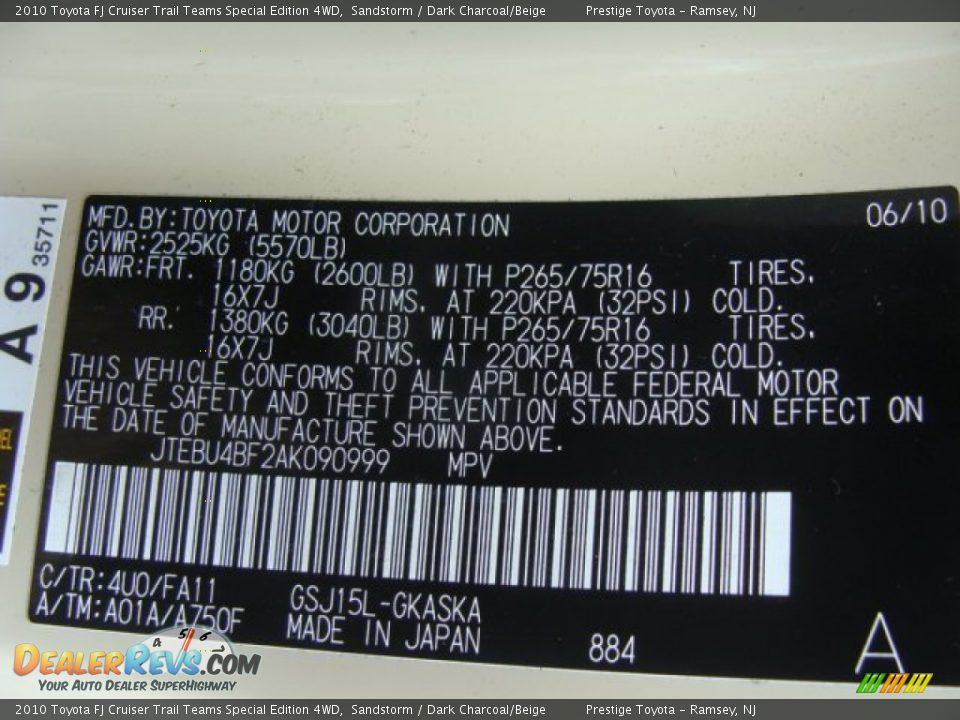 2010 Toyota FJ Cruiser Trail Teams Special Edition 4WD, Sandstorm / Dark Charcoal/Beige Prestige Toyota - Ramsey, NJ
A 9 35711
MFD.BY:TOYOTA MOTOR CORPORATION 06/10
GVWR:2525KG (5570LB)
GAWR:FRT. 1180KG (2600LB) WITH P265/75R16 TIRES.
16X7J RIMS. AT 220KPA (32PSI) COLD.
RR. 1380KG (3040LB) WITH P265/75R16 TIRES.
16X7J RIMS. AT 220KPA (32PSI) COLD.
THIS VEHICLE CONFORMS TO ALL APPLICABLE FEDERAL MOTOR
VEHICLE SAFETY AND THEFT PREVENTION STANDARDS IN EFFECT ON
THE DATE OF MANUFACTURE SHOWN ABOVE.
JTEBU4BF2AK090999 MPV
C/TR:4U0/FA11 GSJ15L-GKASKA
A/TM:A01A/A750F MADE IN JAPAN 884 A
4 5 6
DEALERREVS.COM
YOUR AUTO DEALER SUPERHIGHWAY
2010 Toyota FJ Cruiser Trail Teams Special Edition 4WD, Sandstorm / Dark Charcoal/Beige Prestige Toyota - Ramsey, NJ